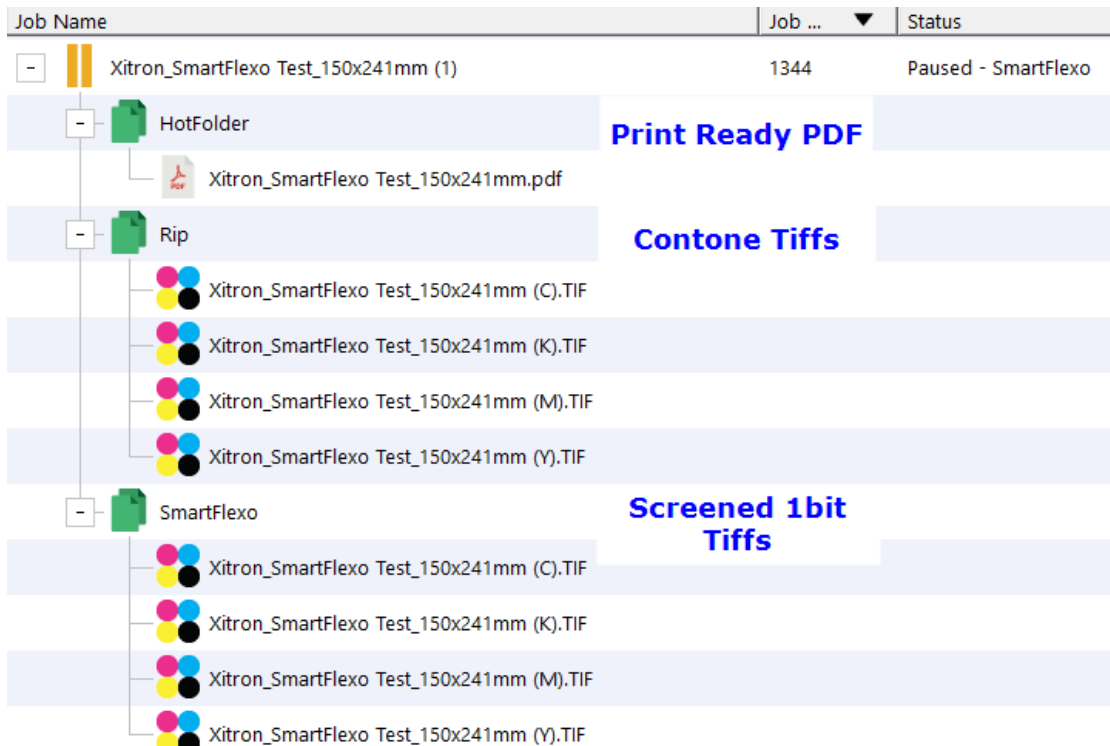 Job Name Job ... Status
Xitron_SmartFlexo Test_150x241mm (1) 1344 Paused - SmartFlexo
HotFolder
Print Ready PDF
PDF
Xitron_SmartFlexo Test_150x241mm.pdf
Rip
Contone Tiffs
Xitron_SmartFlexo Test_150x241mm (C).TIF
Xitron_SmartFlexo Test_150x241mm (K).TIF
Xitron_SmartFlexo Test_150x241mm (M).TIF
Xitron_SmartFlexo Test_150x241mm (Y).TIF
SmartFlexo
Screened 1bit
Tiffs
Xitron_SmartFlexo Test_150x241mm (C).TIF
Xitron_SmartFlexo Test_150x241mm (K).TIF
Xitron_SmartFlexo Test_150x241mm (M).TIF
Xitron_SmartFlexo Test_150x241mm (Y).TIF